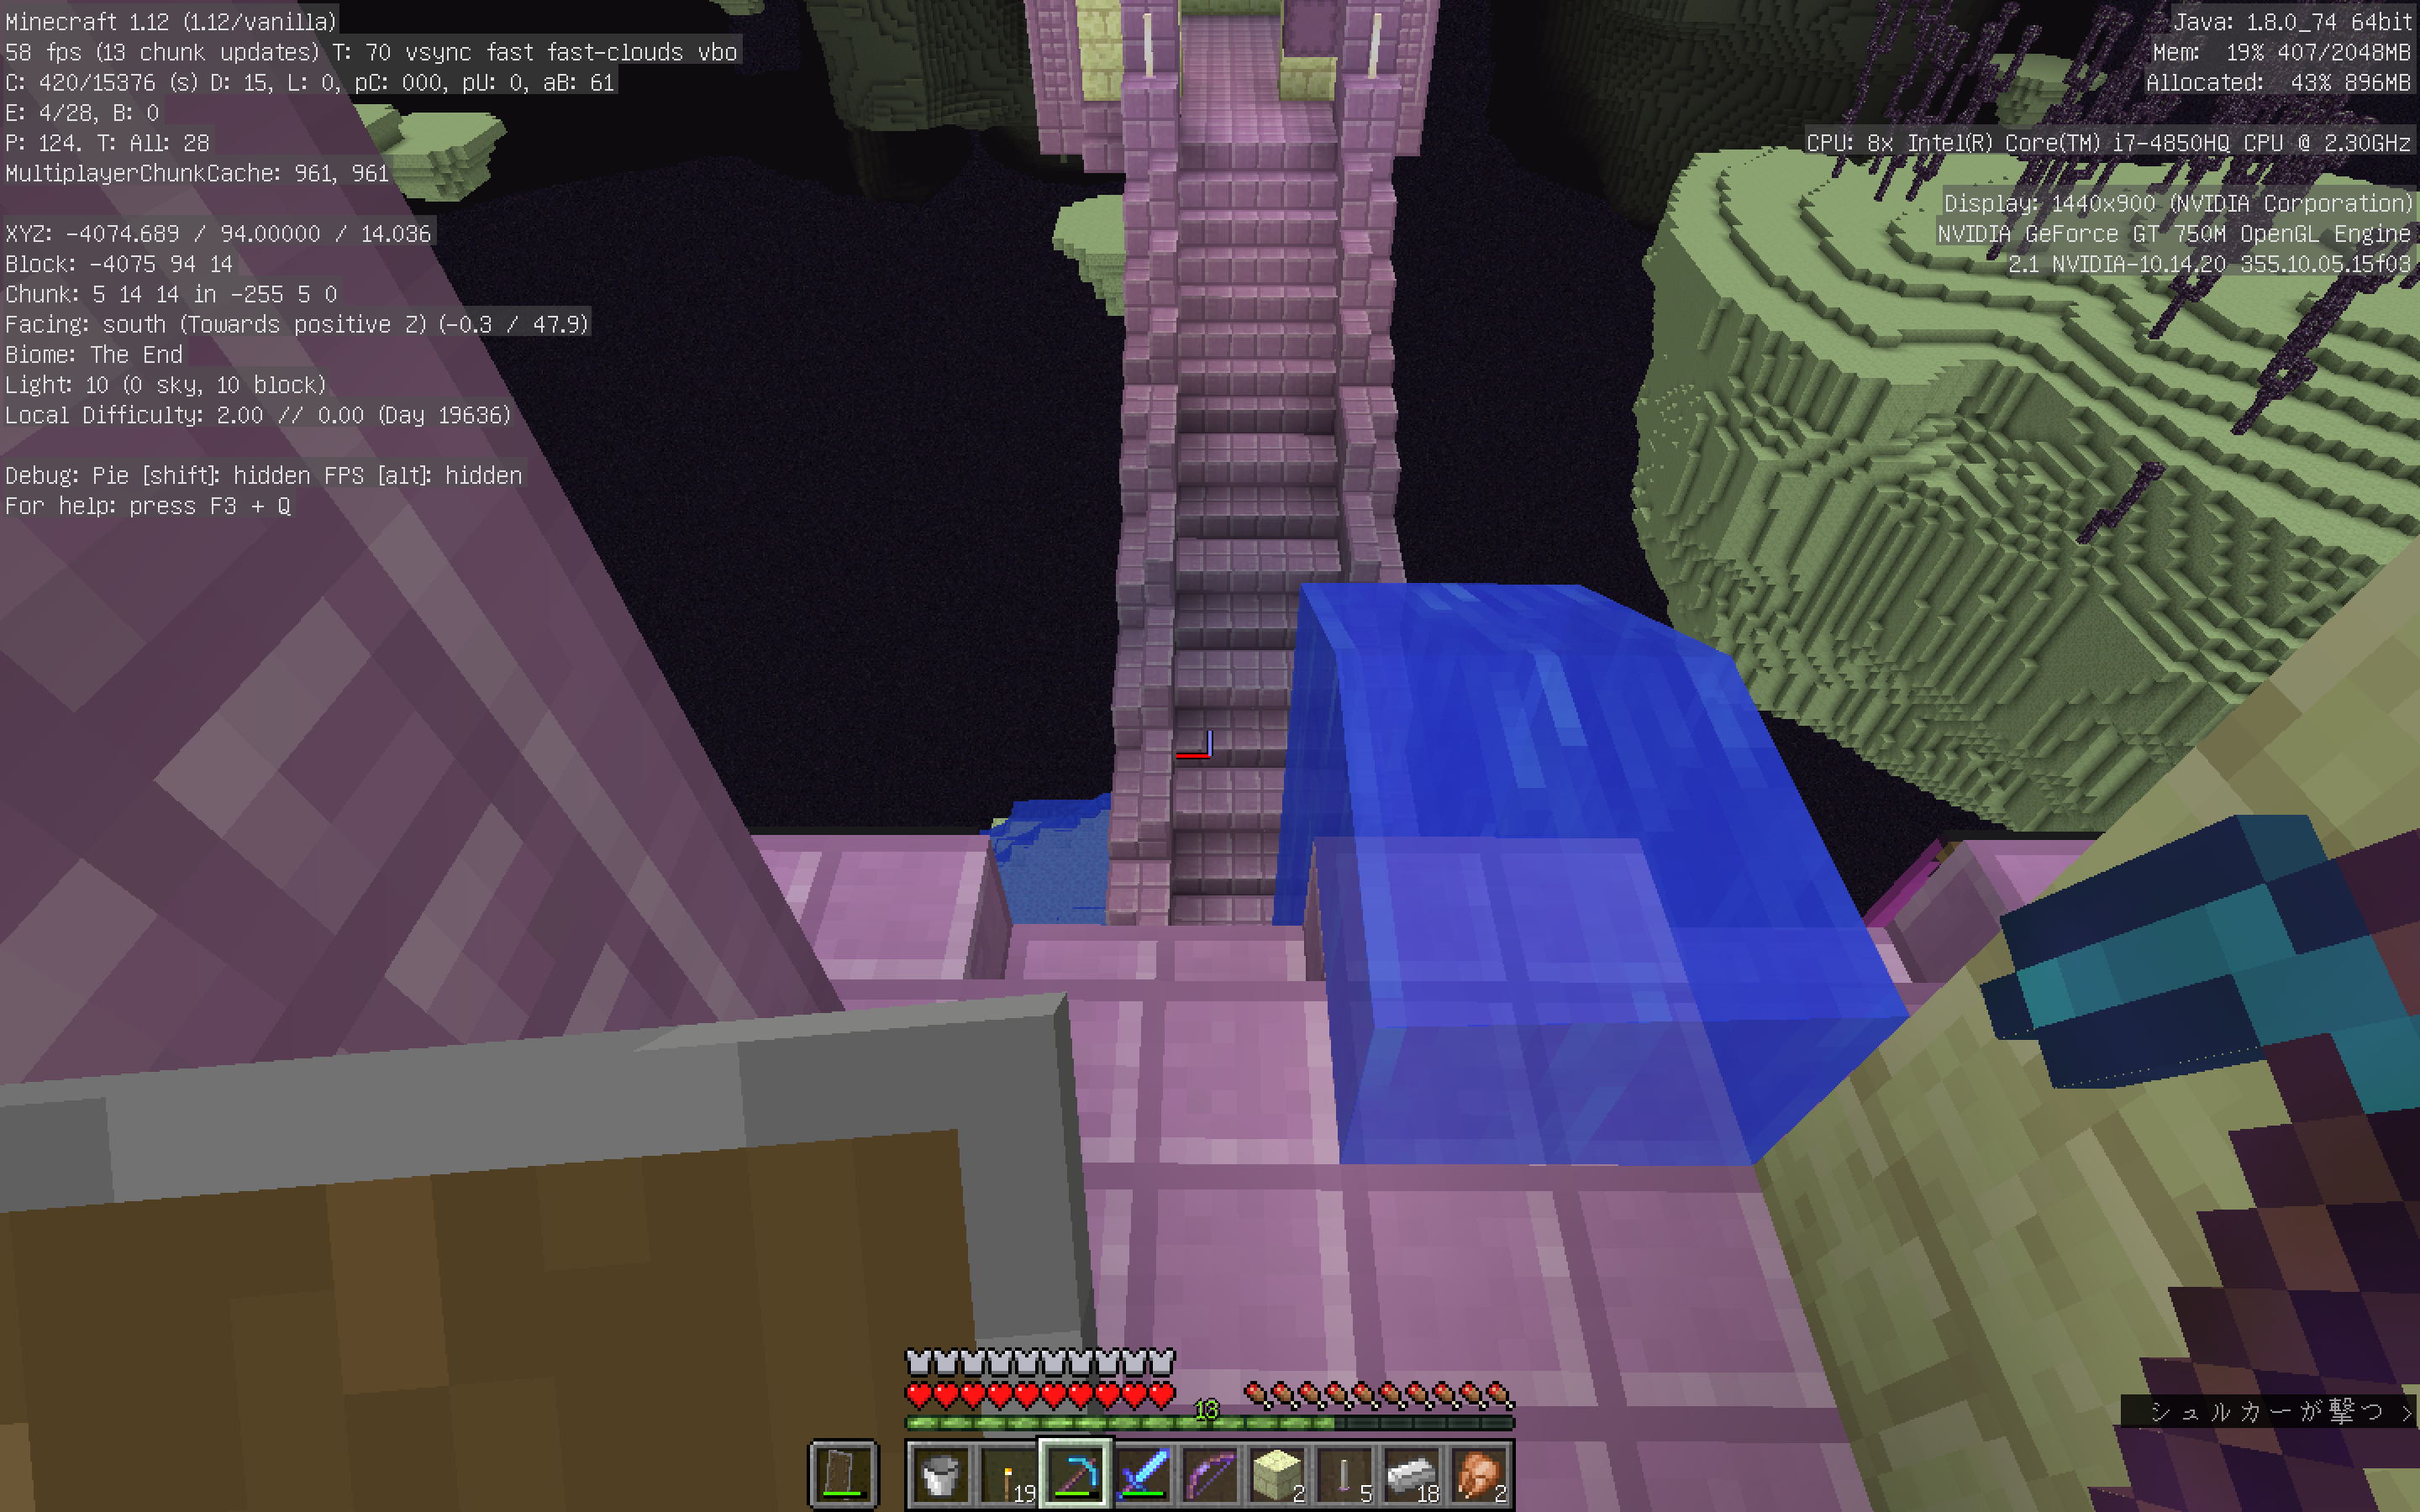 Minecraft 1.12 (1.12/vanilla)
58 fps (13 chunk updates) T: 70 vsync fast fast-clouds vbo
C: 420/15376 (s) D: 15, L: 0, pC: 000, pU: 0, aB: 61
E: 4/28, B: 0
P: 124. T: All: 28
MultiplayerChunkCache: 961, 961
XYZ: -4074.689 / 94.00000 / 14.036
Block: -4075 94 14
Chunk: 5 14 14 in -255 5 0
Facing: south (Towards positive Z) (-0.3 / 47.9)
Biome: The End
Light: 10 (0 sky, 10 block)
Local Difficulty: 2.00 // 0.00 (Day 19636)
Debug: Pie [shift]: hidden FPS [alt]: hidden
For help: press F3 + Q
Java: 1.8.0_74 64bit
Mem: 19% 407/2048MB
Allocated: 43% 896MB
CPU: 8x Intel(R) Core(TM) i7-4850HQ CPU @ 2.30GHz
Display: 1440x900 (NVIDIA Corporation)
NVIDIA GeForce GT 750M OpenGL Engine
2.1 NVIDIA-10.14.20 355.10.05.15f03
シュルカーが撃つ >
13
19 2 5 18 2